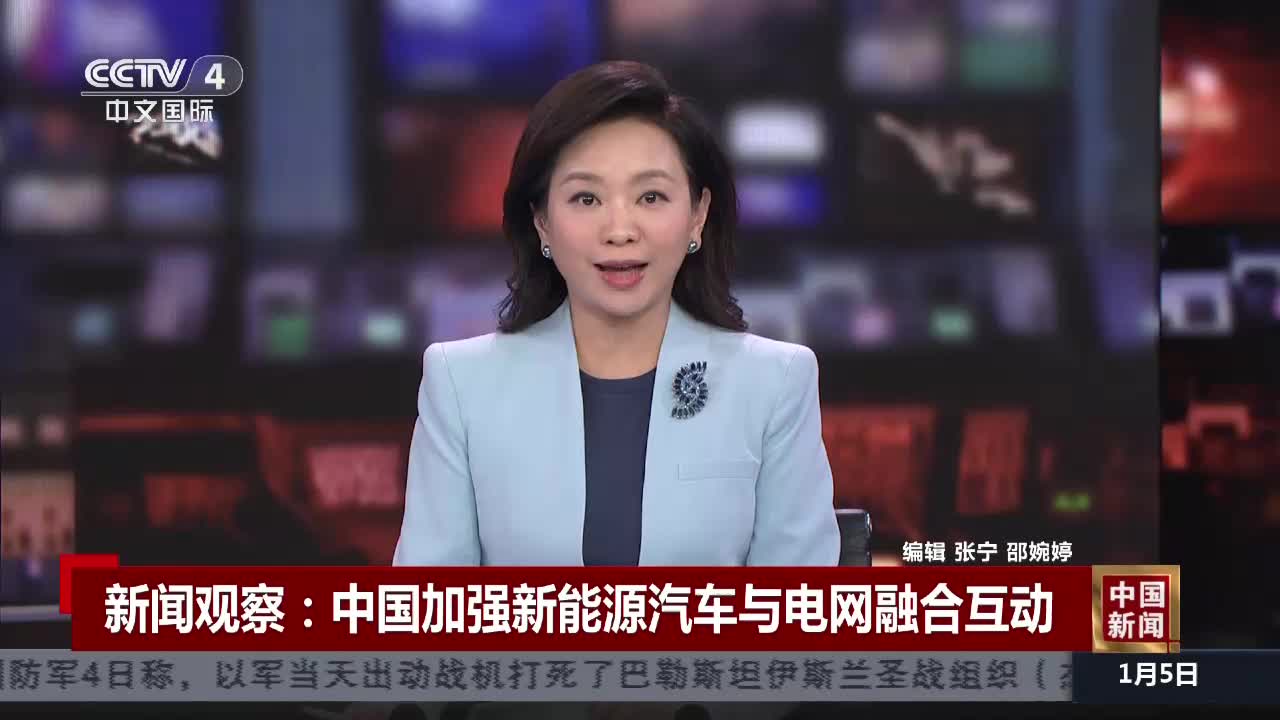 CCTV 4
中文国际
编辑 张宁 邵婉婷
新闻观察：中国加强新能源汽车与电网融合互动
中国
新闻
防军4日称，以军当天出动战机打死了巴勒斯坦伊斯兰圣战组织（
1月5日